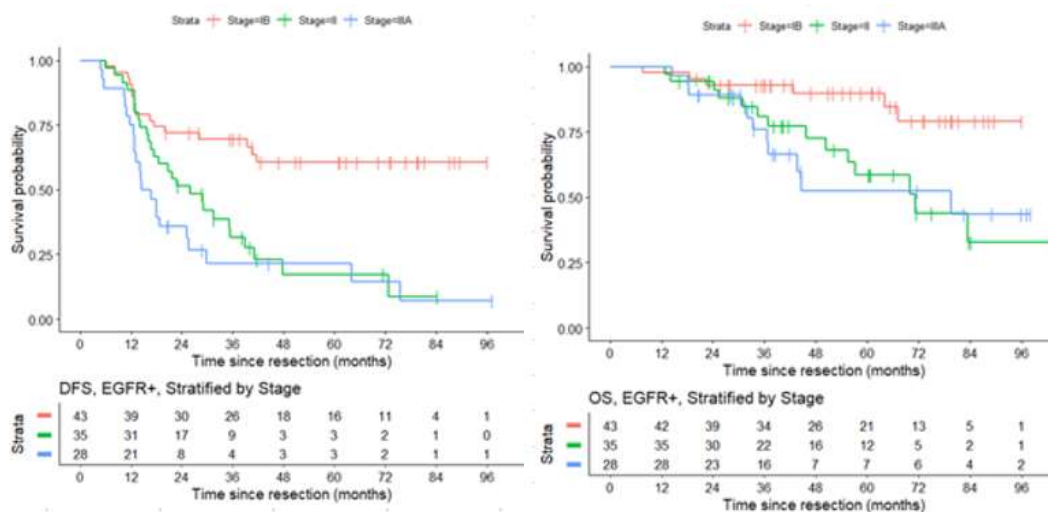 Strata Stage=IB Stage=II Stage=IIIA
Survival probability
1.00
0.75
0.50
0.25
0.00
0 12 24 36 48 60 72 84 96
Time since resection (months)
DFS, EGFR+, Stratified by Stage
Strata
43 39 30 26 18 16 11 4 1
35 31 17 9 3 3 2 1 0
28 21 8 4 3 3 2 1 1
0 12 24 36 48 60 72 84 96
Time since resection (months)
Strata Stage=IB Stage=II Stage=IIIA
Survival probability
1.00
0.75
0.50
0.25
0.00
0 12 24 36 48 60 72 84 96
Time since resection (months)
OS, EGFR+, Stratified by Stage
Strata
43 42 39 34 26 21 13 5 1
35 35 30 22 16 12 5 2 1
28 28 23 16 7 7 6 4 2
0 12 24 36 48 60 72 84 96
Time since resection (months)